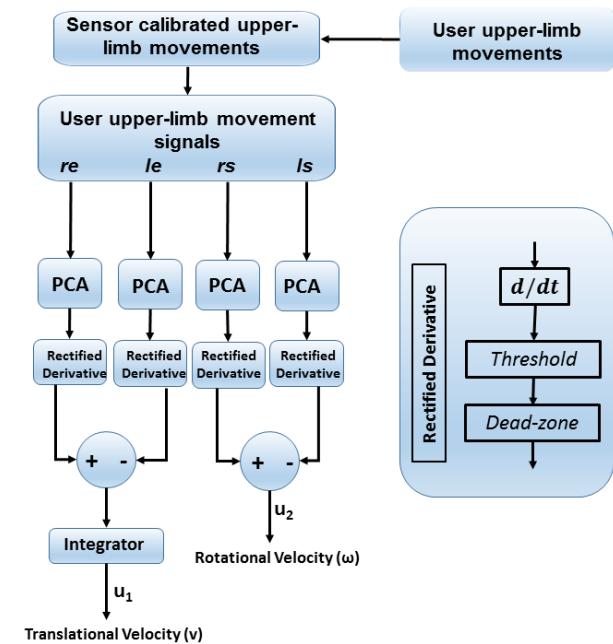 Sensor calibrated upper-
limb movements
User upper-limb
movements
User upper-limb movement
signals
re le rs ls
PCA PCA PCA PCA
Rectified
Derivative
Rectified
Derivative
Rectified
Derivative
Rectified
Derivative
+ -
+ -
Integrator
u1
Translational Velocity (v)
u2
Rotational Velocity (ω)
Rectified Derivative
d/dt
Threshold
Dead-zone